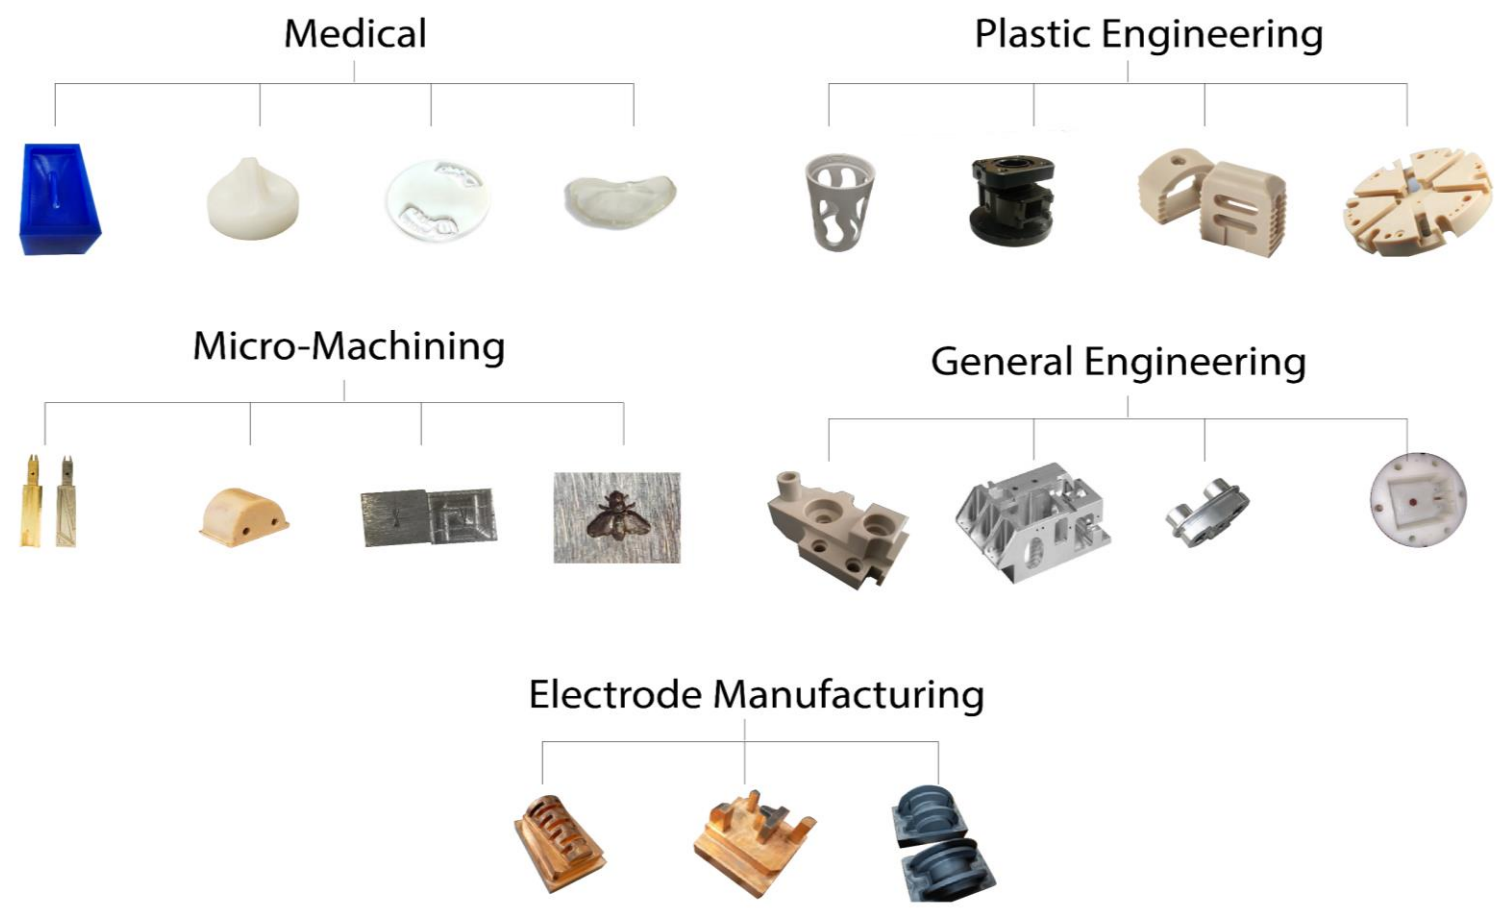 Medical
Plastic Engineering
Micro-Machining
General Engineering
Electrode Manufacturing